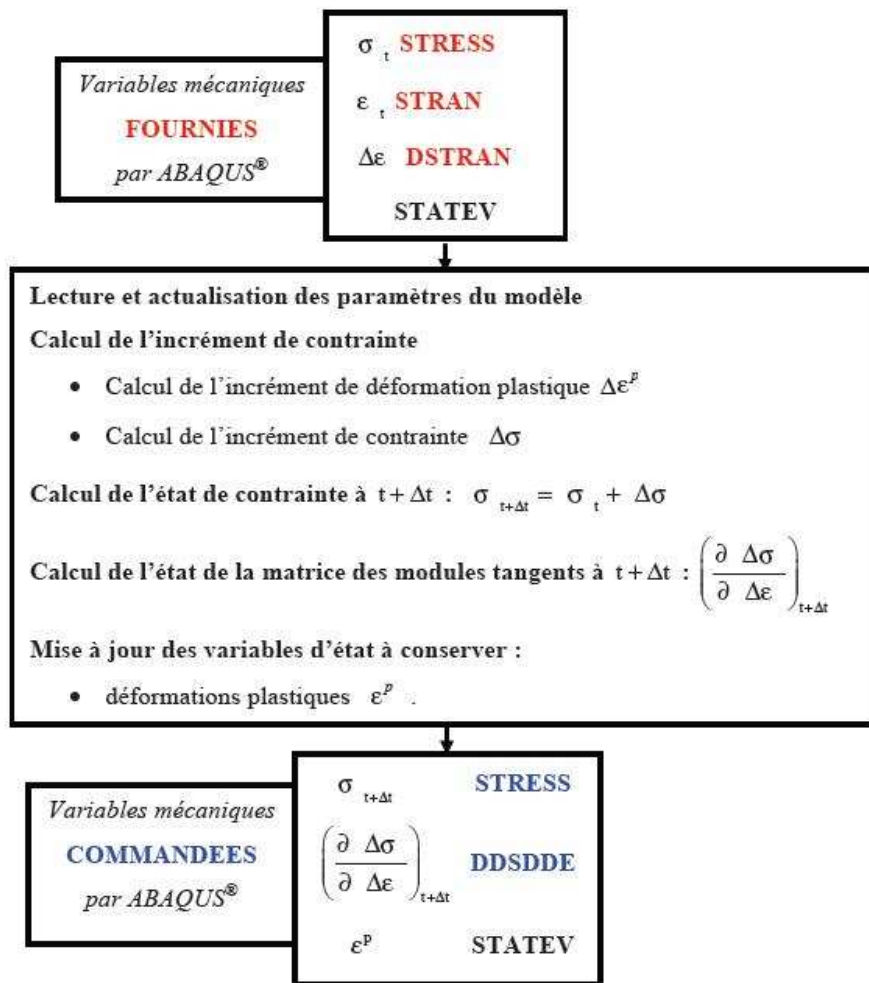 Variables mécaniques
FOURNIES
par ABAQUS®
σ t STRESS
ε t STRAN
Δε DSTRAN
STATEV
Lecture et actualisation des paramètres du modèle
Calcul de l'incrément de contrainte
• Calcul de l'incrément de déformation plastique Δε^p
• Calcul de l'incrément de contrainte Δσ
Calcul de l'état de contrainte à t+Δt : σ t+Δt = σ t + Δσ
Calcul de l'état de la matrice des modules tangents à t+Δt : (∂ Δσ / ∂ Δε) t+Δt
Mise à jour des variables d'état à conserver :
• déformations plastiques ε^p .
Variables mécaniques
COMMANDEES
par ABAQUS®
σ t+Δt STRESS
(∂ Δσ / ∂ Δε) t+Δt DDSDDE
ε^p STATEV